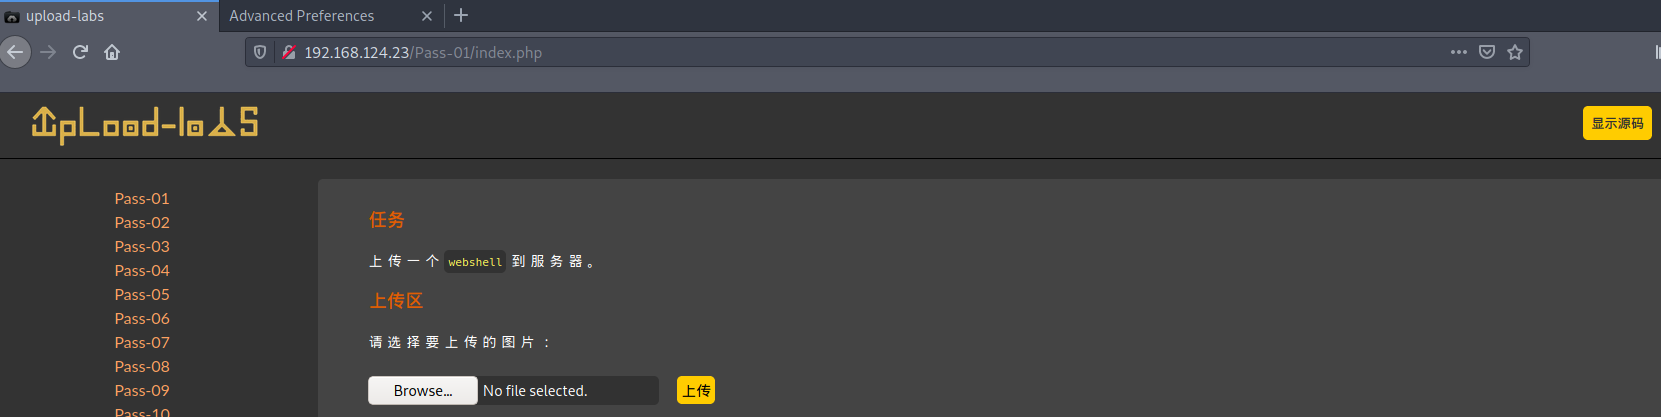 upload-labs
Advanced Preferences
192.168.124.23/Pass-01/index.php
UpLoad-labS
显示源码
Pass-01
Pass-02
Pass-03
Pass-04
Pass-05
Pass-06
Pass-07
Pass-08
Pass-09
Pass-10
任务
上传一个 webshell 到服务器。
上传区
请选择要上传的图片：
Browse... No file selected. 上传